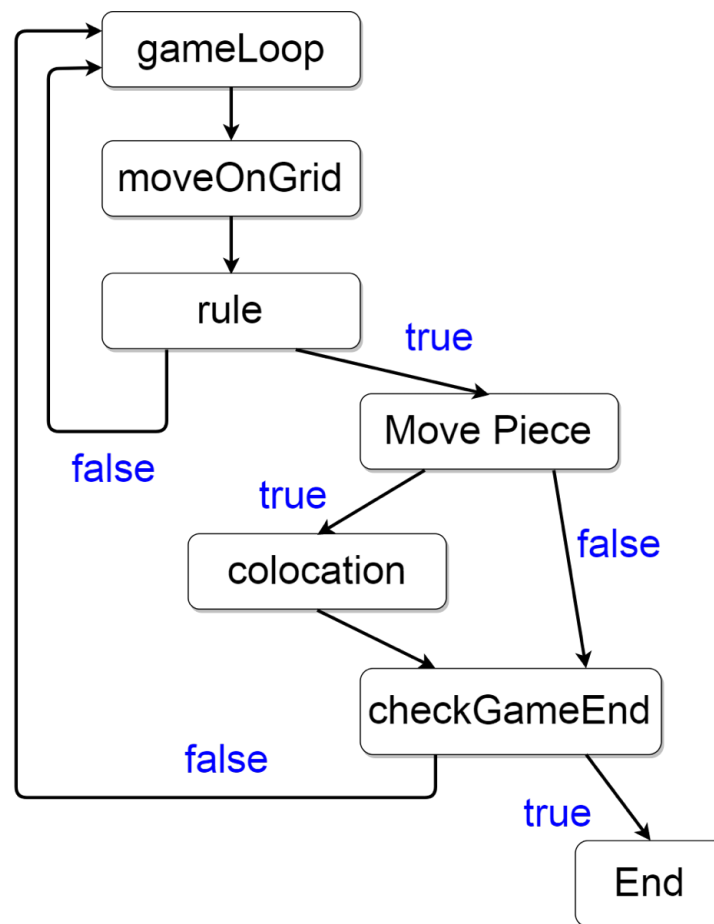 gameLoop
moveOnGrid
rule
true
false
Move Piece
true
false
colocation
checkGameEnd
false
true
End